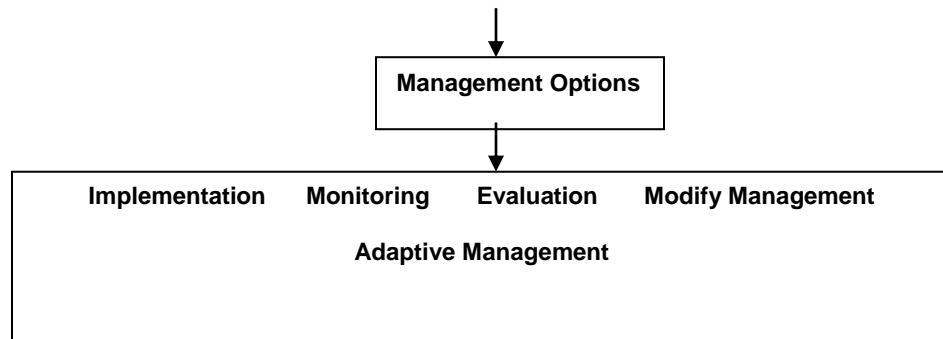 Management Options
Implementation Monitoring Evaluation Modify Management
Adaptive Management